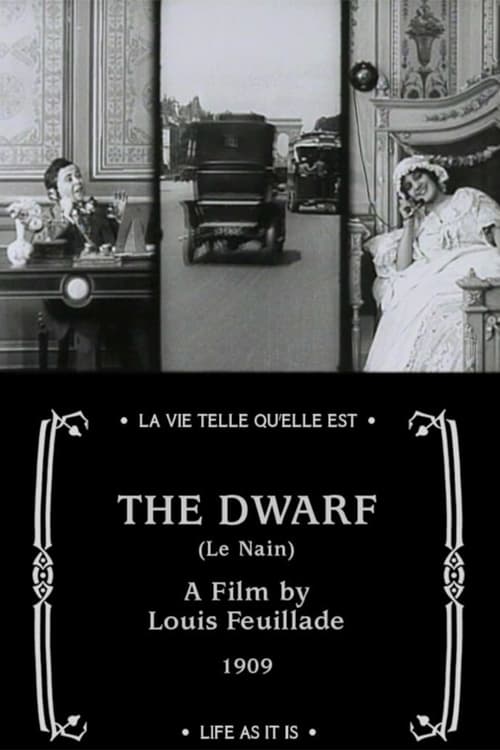 • LA VIE TELLE QU'ELLE EST •
THE DWARF
(Le Nain)
A Film by
Louis Feuillade
1909
• LIFE AS IT IS •